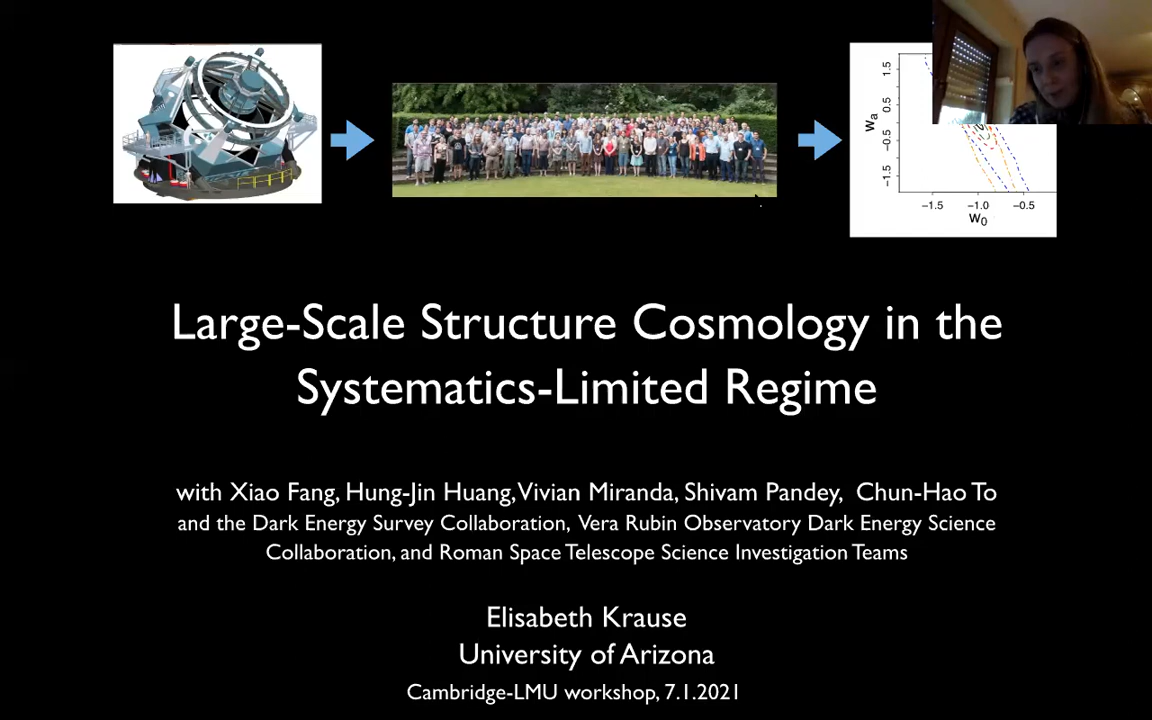 1.5
0.5
-0.5
-1.5
wa
-1.5 -1.0 -0.5
w0
Large-Scale Structure Cosmology in the
Systematics-Limited Regime
with Xiao Fang, Hung-Jin Huang, Vivian Miranda, Shivam Pandey, Chun-Hao To
and the Dark Energy Survey Collaboration, Vera Rubin Observatory Dark Energy Science
Collaboration, and Roman Space Telescope Science Investigation Teams
Elisabeth Krause
University of Arizona
Cambridge-LMU workshop, 7.1.2021